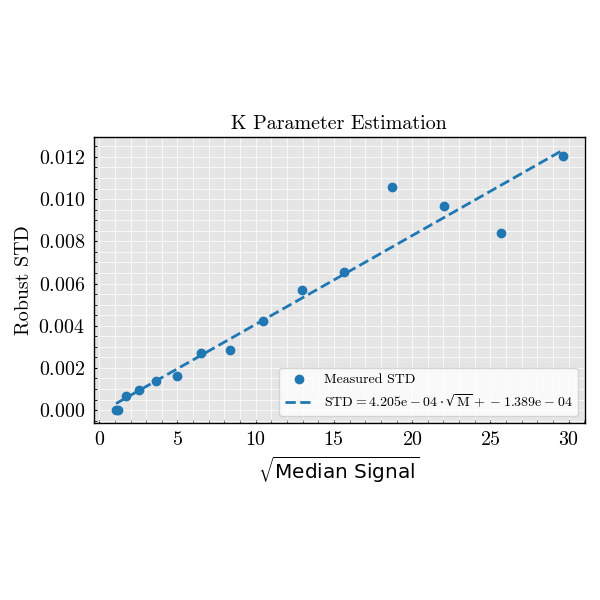 K Parameter Estimation
Robust STD
0.012
0.010
0.008
0.006
0.004
0.002
0.000
Measured STD
STD = 4.205e − 04 · √M + − 1.389e − 04
0 5 10 15 20 25 30
√Median Signal